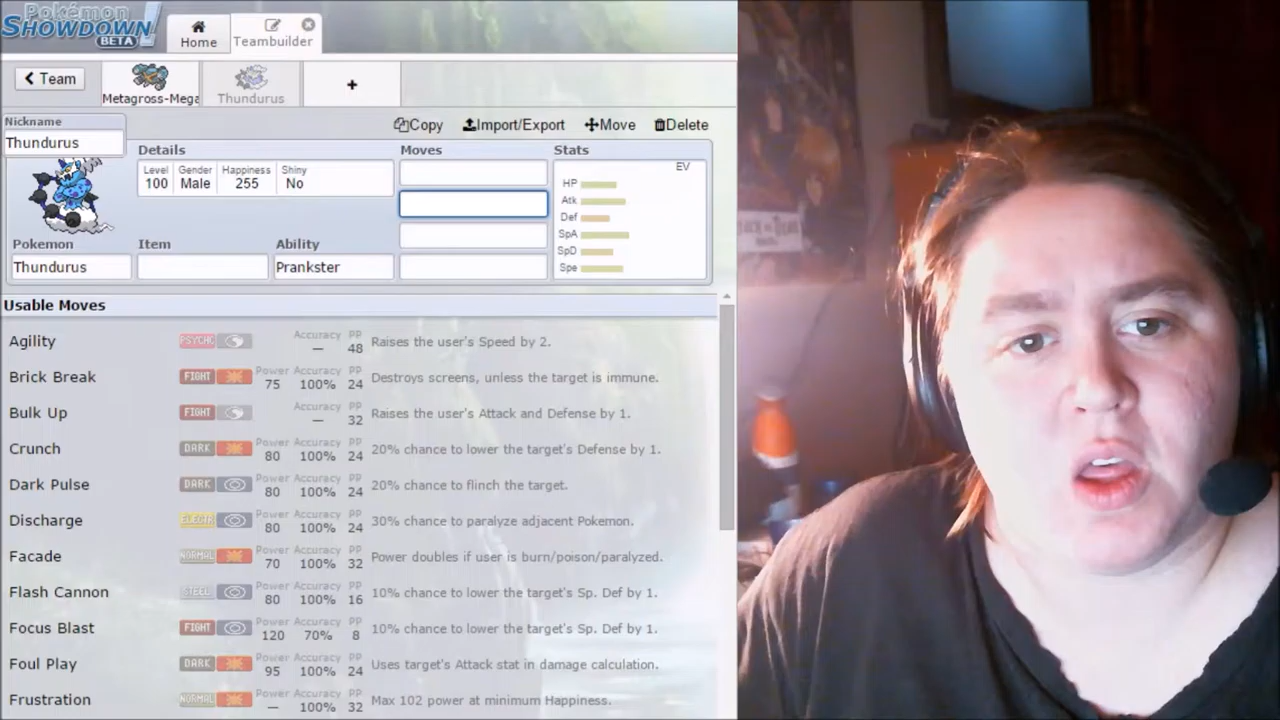 Pokémon
SHOWDOWN!
BETA
Home
Teambuilder
Team
Metagross-Mega
Thundurus
+
Nickname
Thundurus
Copy
Import/Export
Move
Delete
Details
Moves
Stats
Level Gender Happiness Shiny
100 Male 255 No
EV
HP
Atk
Def
SpA
SpD
Spe
Pokemon Item Ability
Thundurus Prankster
Usable Moves
Agility PSYCHC Accuracy — PP 48 Raises the user's Speed by 2.
Brick Break FIGHT Power 75 Accuracy 100% PP 24 Destroys screens, unless the target is immune.
Bulk Up FIGHT Accuracy — PP 32 Raises the user's Attack and Defense by 1.
Crunch DARK Power 80 Accuracy 100% PP 24 20% chance to lower the target's Defense by 1.
Dark Pulse DARK Power 80 Accuracy 100% PP 24 20% chance to flinch the target.
Discharge ELECTR Power 80 Accuracy 100% PP 24 30% chance to paralyze adjacent Pokemon.
Facade NORMAL Power 70 Accuracy 100% PP 32 Power doubles if user is burn/poison/paralyzed.
Flash Cannon STEEL Power 80 Accuracy 100% PP 16 10% chance to lower the target's Sp. Def by 1.
Focus Blast FIGHT Power 120 Accuracy 70% PP 8 10% chance to lower the target's Sp. Def by 1.
Foul Play DARK Power 95 Accuracy 100% PP 24 Uses target's Attack stat in damage calculation.
Frustration NORMAL Power — Accuracy 100% PP 32 Max 102 power at minimum Happiness.